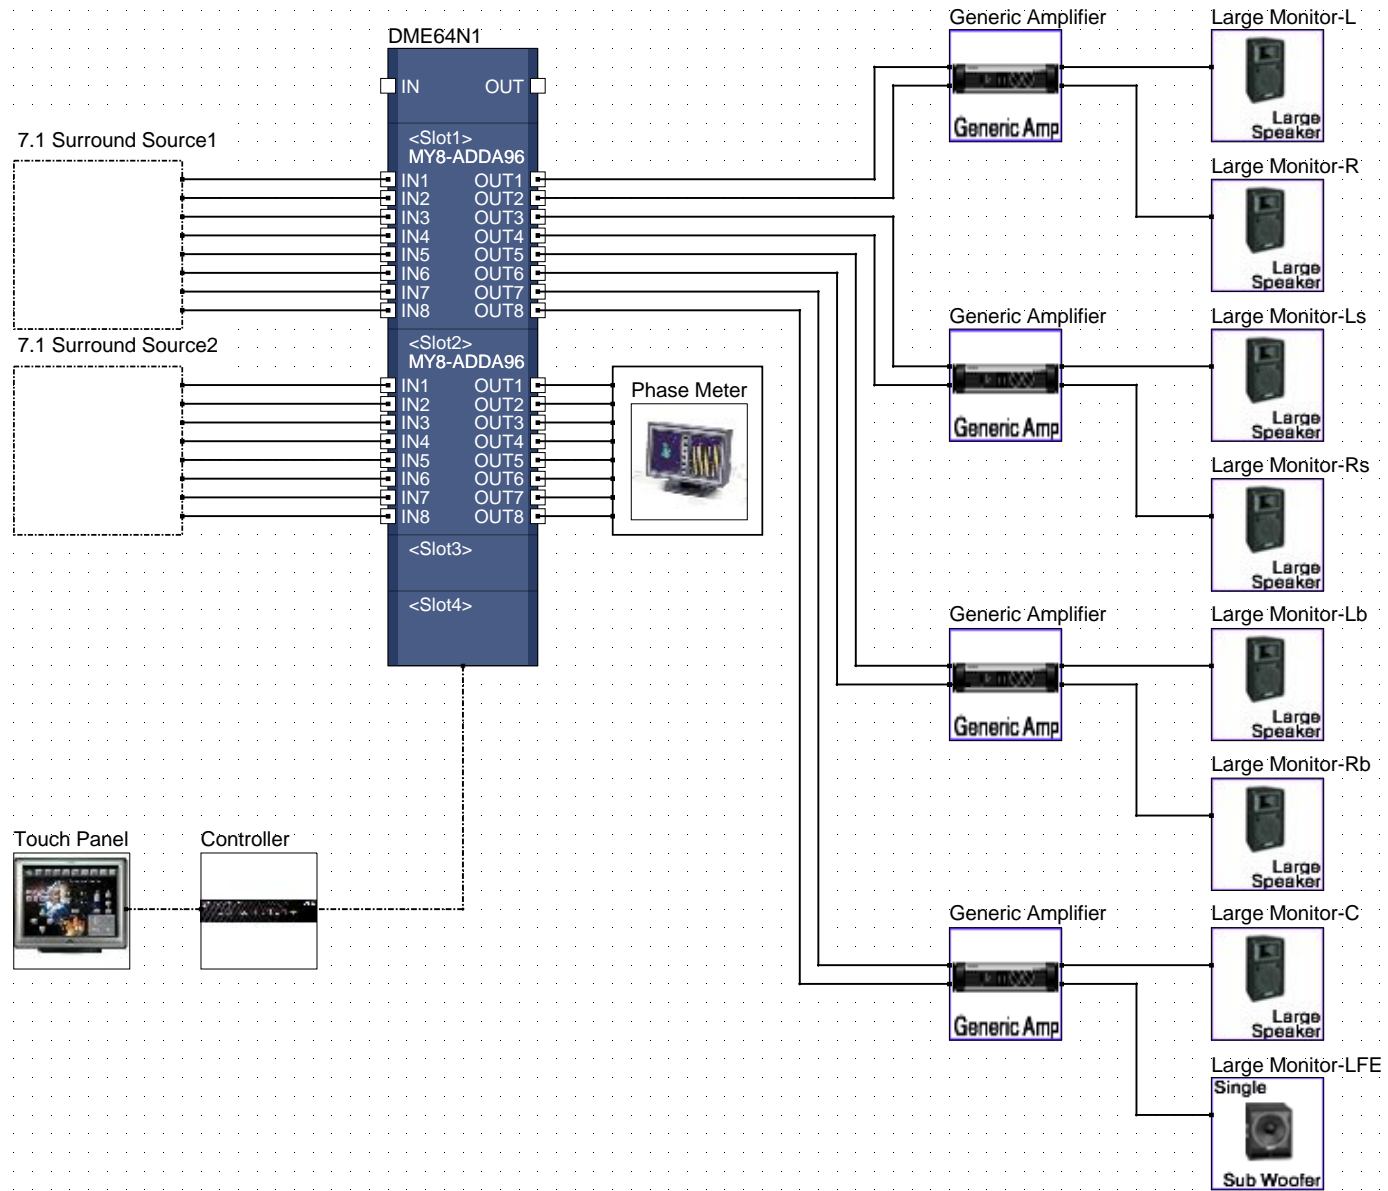 DME64N1
IN OUT
<Slot1>
MY8-ADDA96
IN1 OUT1
IN2 OUT2
IN3 OUT3
IN4 OUT4
IN5 OUT5
IN6 OUT6
IN7 OUT7
IN8 OUT8
<Slot2>
MY8-ADDA96
IN1 OUT1
IN2 OUT2
IN3 OUT3
IN4 OUT4
IN5 OUT5
IN6 OUT6
IN7 OUT7
IN8 OUT8
<Slot3>
<Slot4>
7.1 Surround Source1
7.1 Surround Source2
Phase Meter
Touch Panel
Controller
Generic Amplifier
Generic Amp
Generic Amplifier
Generic Amp
Generic Amplifier
Generic Amp
Generic Amplifier
Generic Amp
Large Monitor-L
Large
Speaker
Large Monitor-R
Large
Speaker
Large Monitor-Ls
Large
Speaker
Large Monitor-Rs
Large
Speaker
Large Monitor-Lb
Large
Speaker
Large Monitor-Rb
Large
Speaker
Large Monitor-C
Large
Speaker
Large Monitor-LFE
Single
Sub Woofer